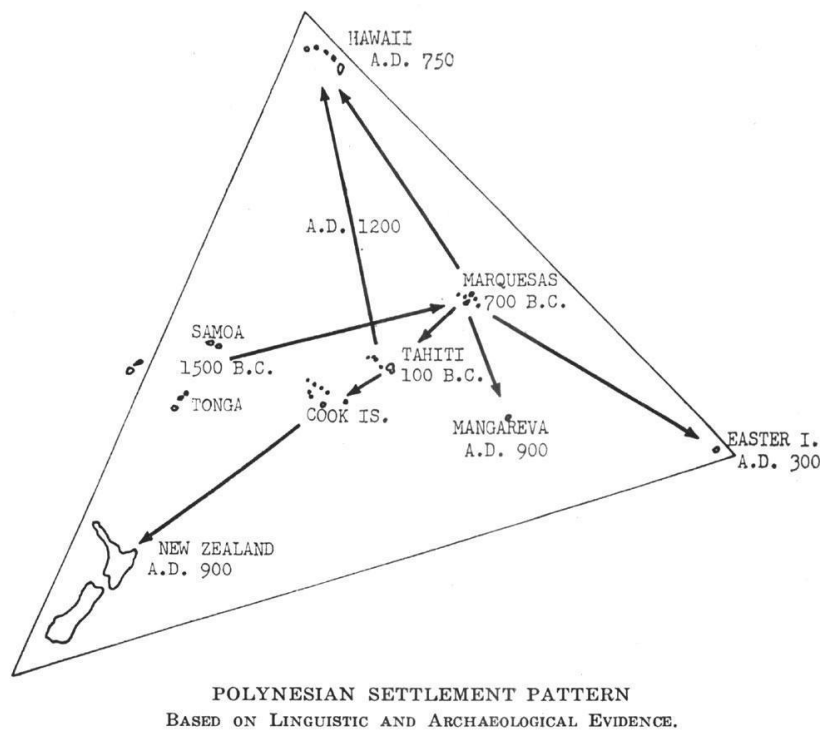 HAWAII
A.D. 750
A.D. 1200
MARQUESAS
700 B.C.
SAMOA
1500 B.C.
TAHITI
100 B.C.
TONGA
COOK IS.
MANGAREVA
A.D. 900
EASTER I.
A.D. 300
NEW ZEALAND
A.D. 900
POLYNESIAN SETTLEMENT PATTERN
BASED ON LINGUISTIC AND ARCHAEOLOGICAL EVIDENCE.